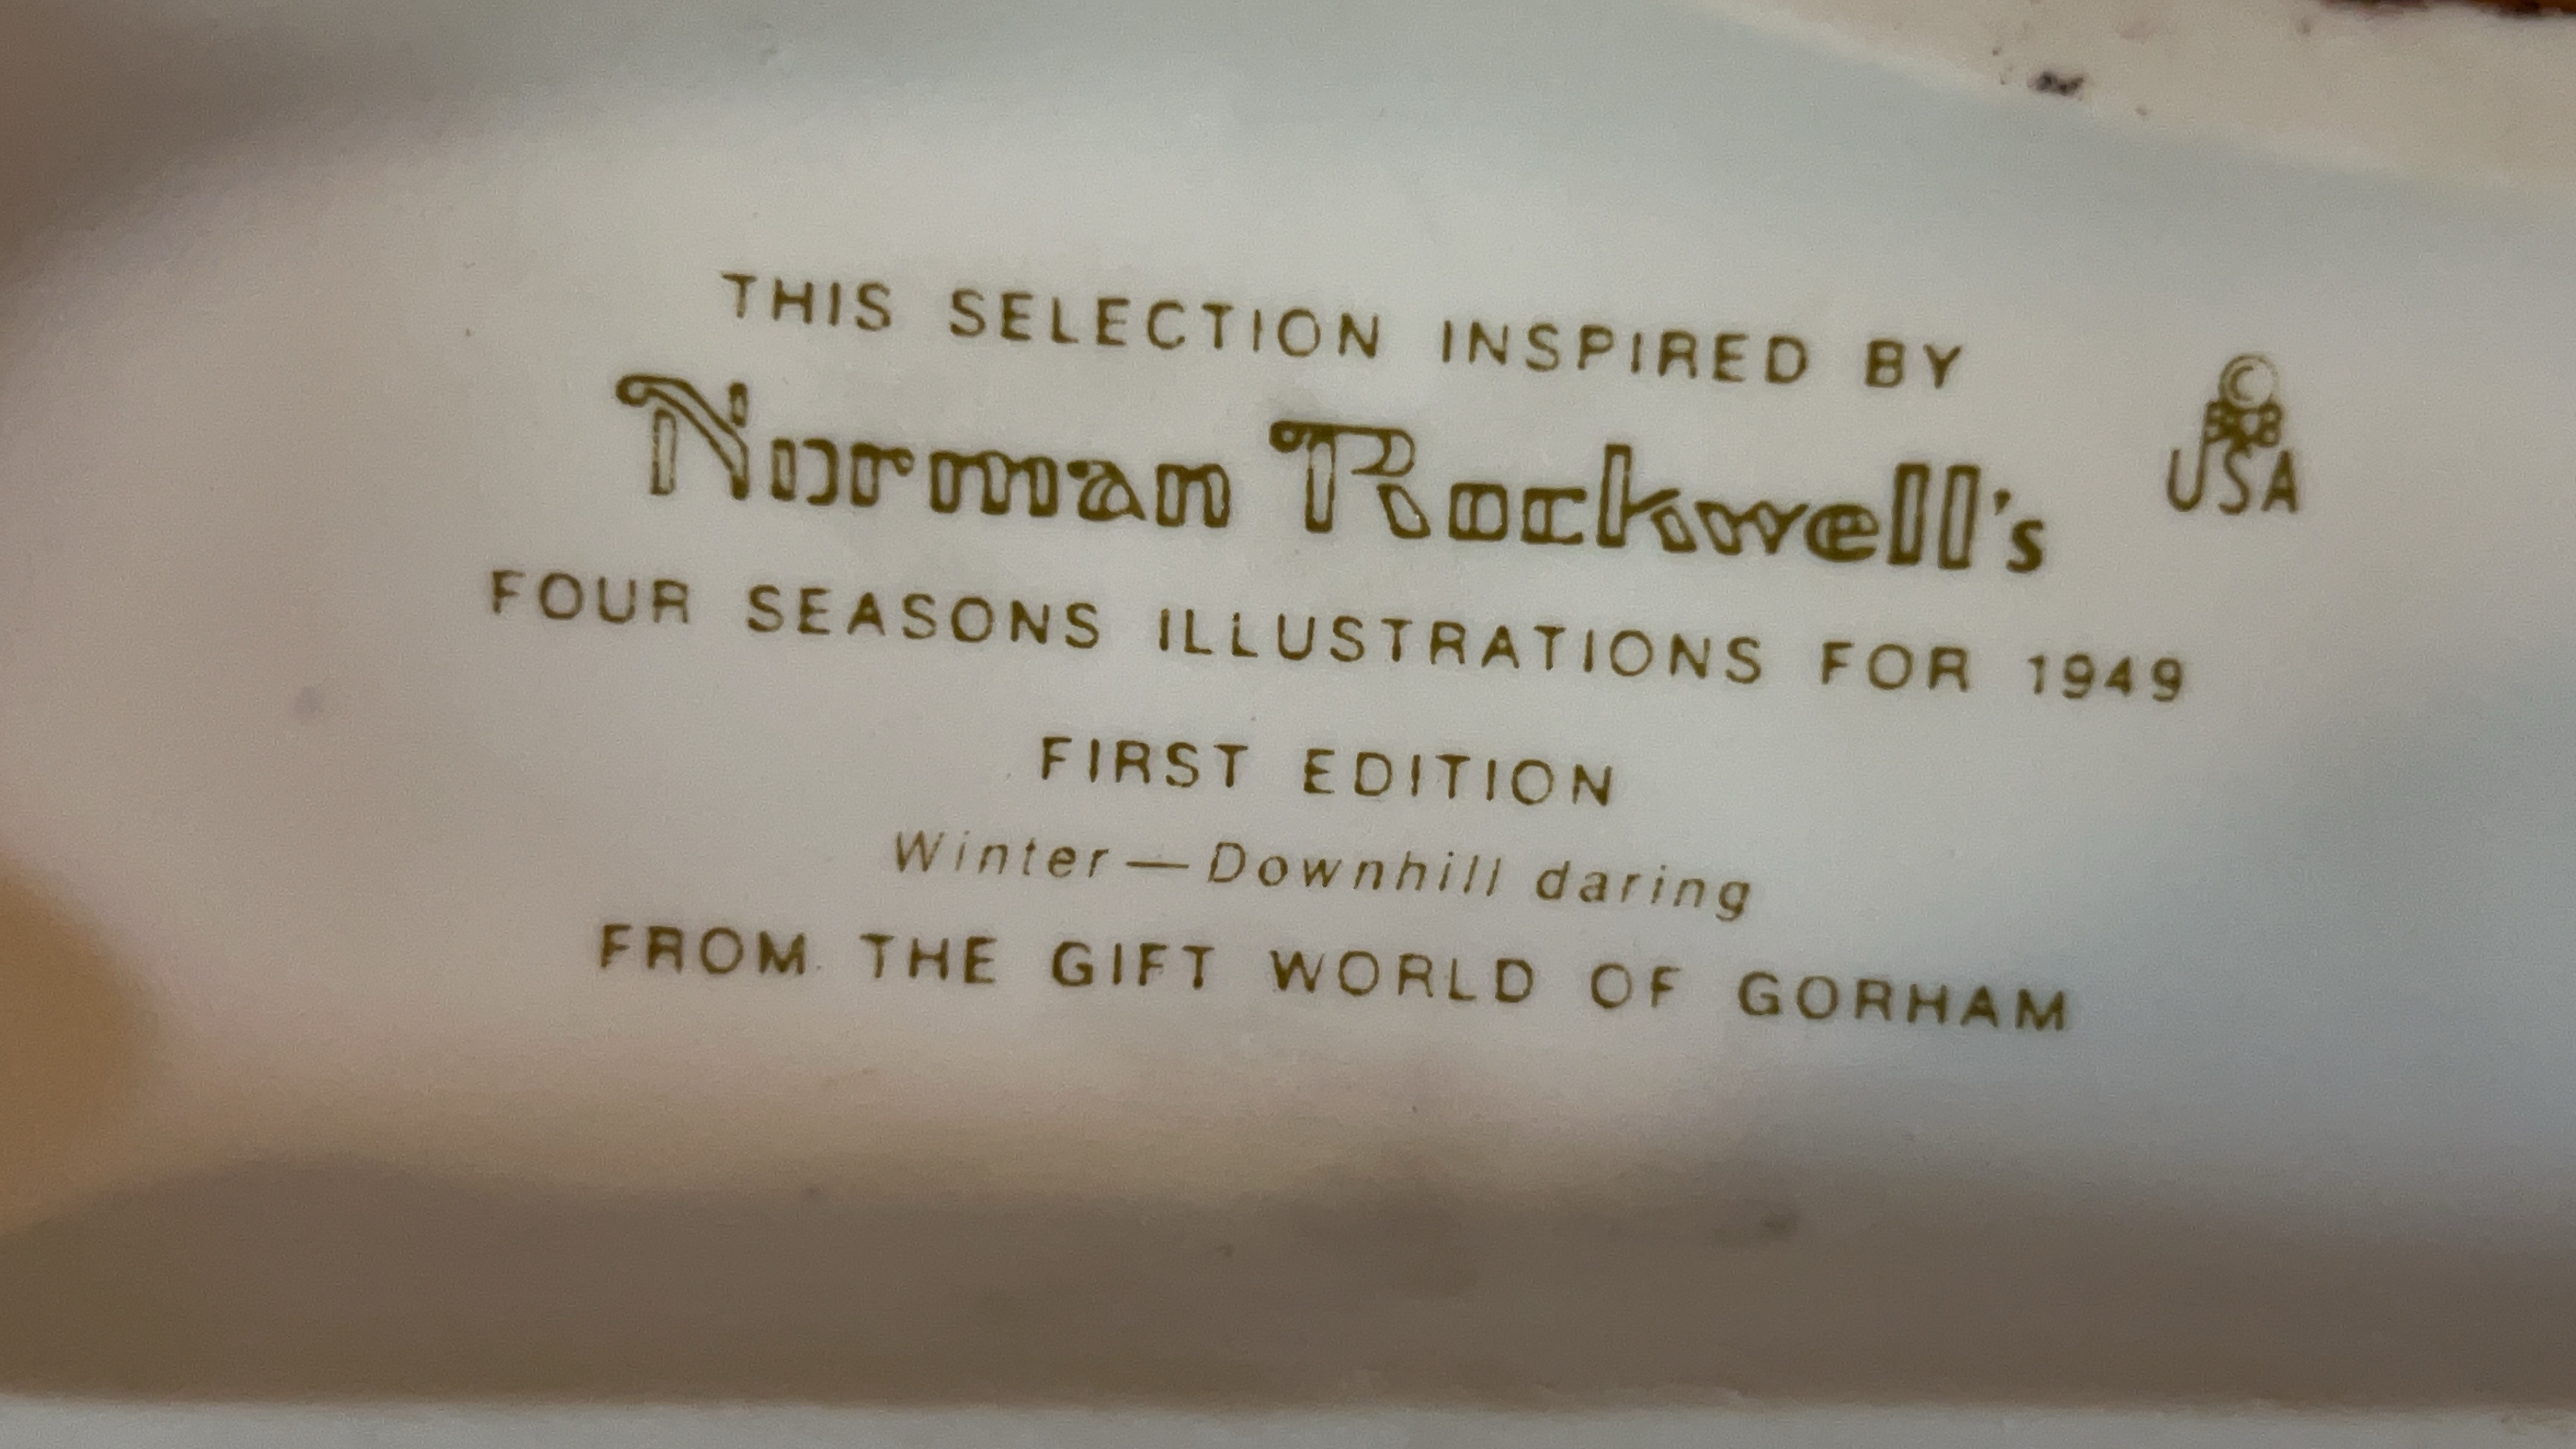 THIS SELECTION INSPIRED BY
Norman Rockwell's
©
B&B
USA
FOUR SEASONS ILLUSTRATIONS FOR 1949
FIRST EDITION
Winter — Downhill daring
FROM THE GIFT WORLD OF GORHAM